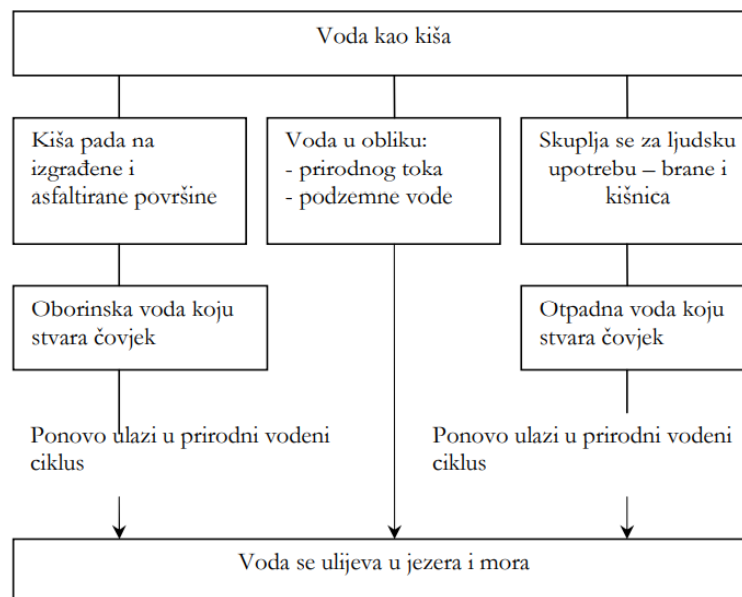 Voda kao kiša
Kiša pada na
izgrađene i
asfaltirane površine
Voda u obliku:
- prirodnog toka
- podzemne vode
Skuplja se za ljudsku
upotrebu – brane i
kišnica
Oborinska voda koju
stvara čovjek
Otpadna voda koju
stvara čovjek
Ponovo ulazi u prirodni vodeni
ciklus
Ponovo ulazi u prirodni vodeni
ciklus
Voda se ulijeva u jezera i mora